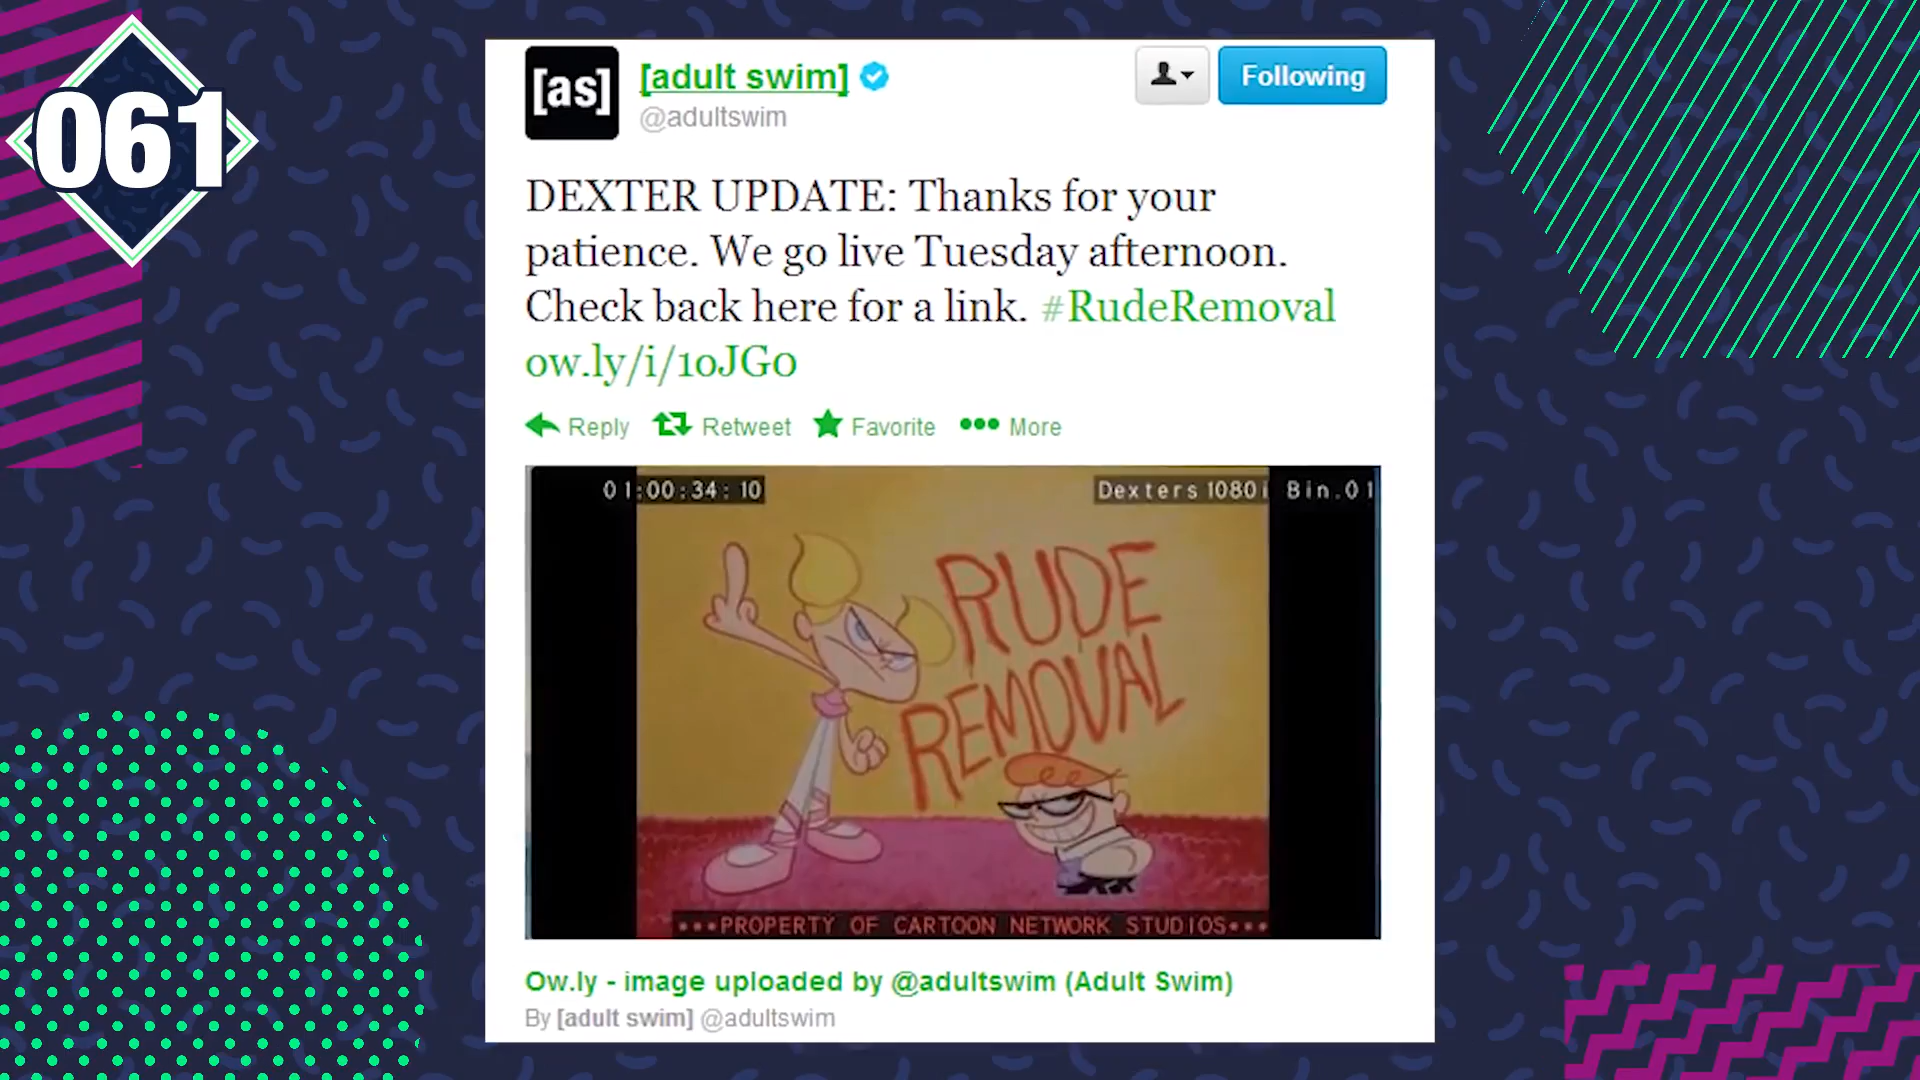 061
[as]
[adult swim]
@adultswim
Following
DEXTER UPDATE: Thanks for your
patience. We go live Tuesday afternoon.
Check back here for a link. #RudeRemoval
ow.ly/i/1oJGo
Reply Retweet Favorite More
01:00:34:10 Dexters 1080i Bin.01
RUDE
REMOVAL
•••PROPERTY OF CARTOON NETWORK STUDIOS•••
Ow.ly - image uploaded by @adultswim (Adult Swim)
By [adult swim] @adultswim